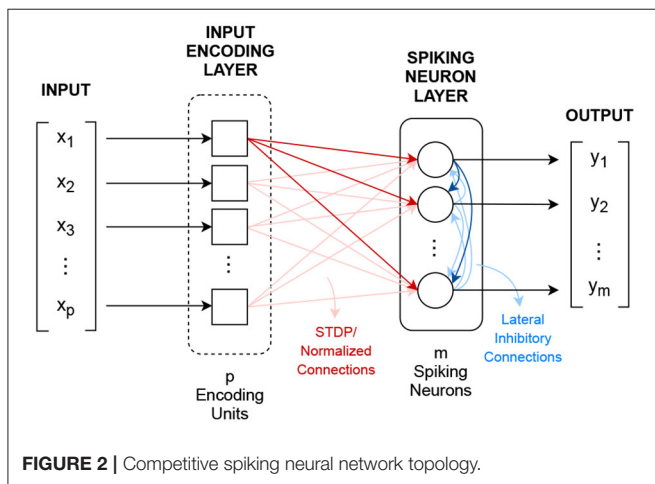 INPUT
ENCODING
LAYER
SPIKING
NEURON
LAYER
INPUT
OUTPUT
x1
x2
x3
⋮
xp
⋮
⋮
y1
y2
⋮
ym
STDP/
Normalized
Connections
Lateral
Inhibitory
Connections
p
Encoding
Units
m
Spiking
Neurons
FIGURE 2 | Competitive spiking neural network topology.